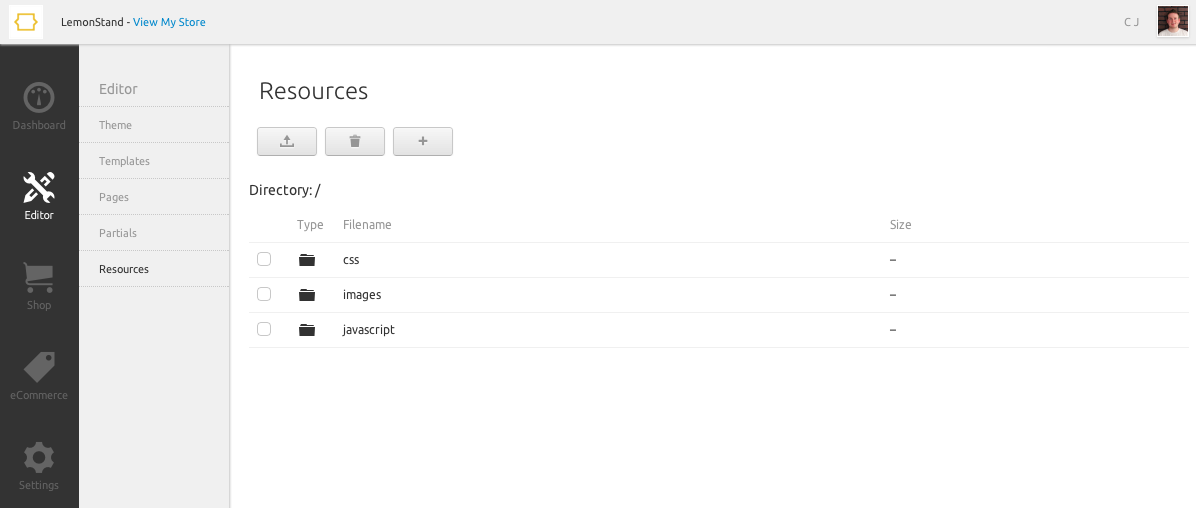 LemonStand - View My Store
C J
Dashboard
Editor
Shop
eCommerce
Settings
Editor
Theme
Templates
Pages
Partials
Resources
Resources
Directory: /
Type Filename Size
css –
images –
javascript –